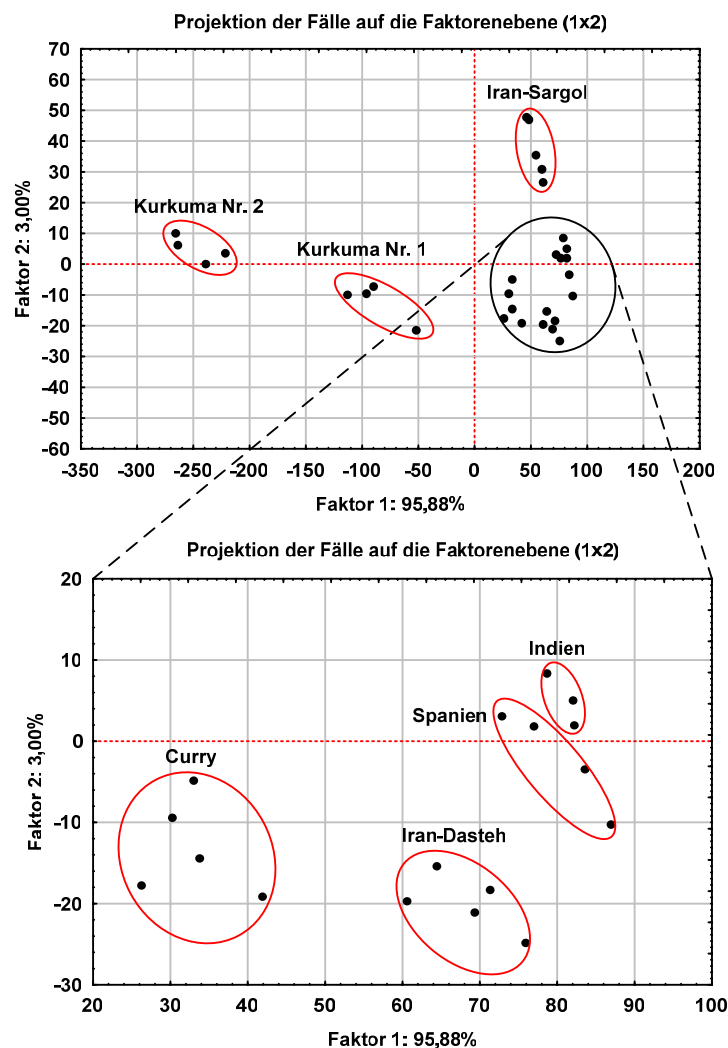 Projektion der Fälle auf die Faktorenebene (1x2)
70
60
50
40
30
20
10
0
-10
-20
-30
-40
-50
-60
Faktor 2: 3,00%
Iran-Sargol
Kurkuma Nr. 2
Kurkuma Nr. 1
-350 -300 -250 -200 -150 -100 -50 0 50 100 150 200
Faktor 1: 95,88%
Projektion der Fälle auf die Faktorenebene (1x2)
20
10
0
-10
-20
-30
Faktor 2: 3,00%
Indien
Spanien
Curry
Iran-Dasteh
20 30 40 50 60 70 80 90 100
Faktor 1: 95,88%